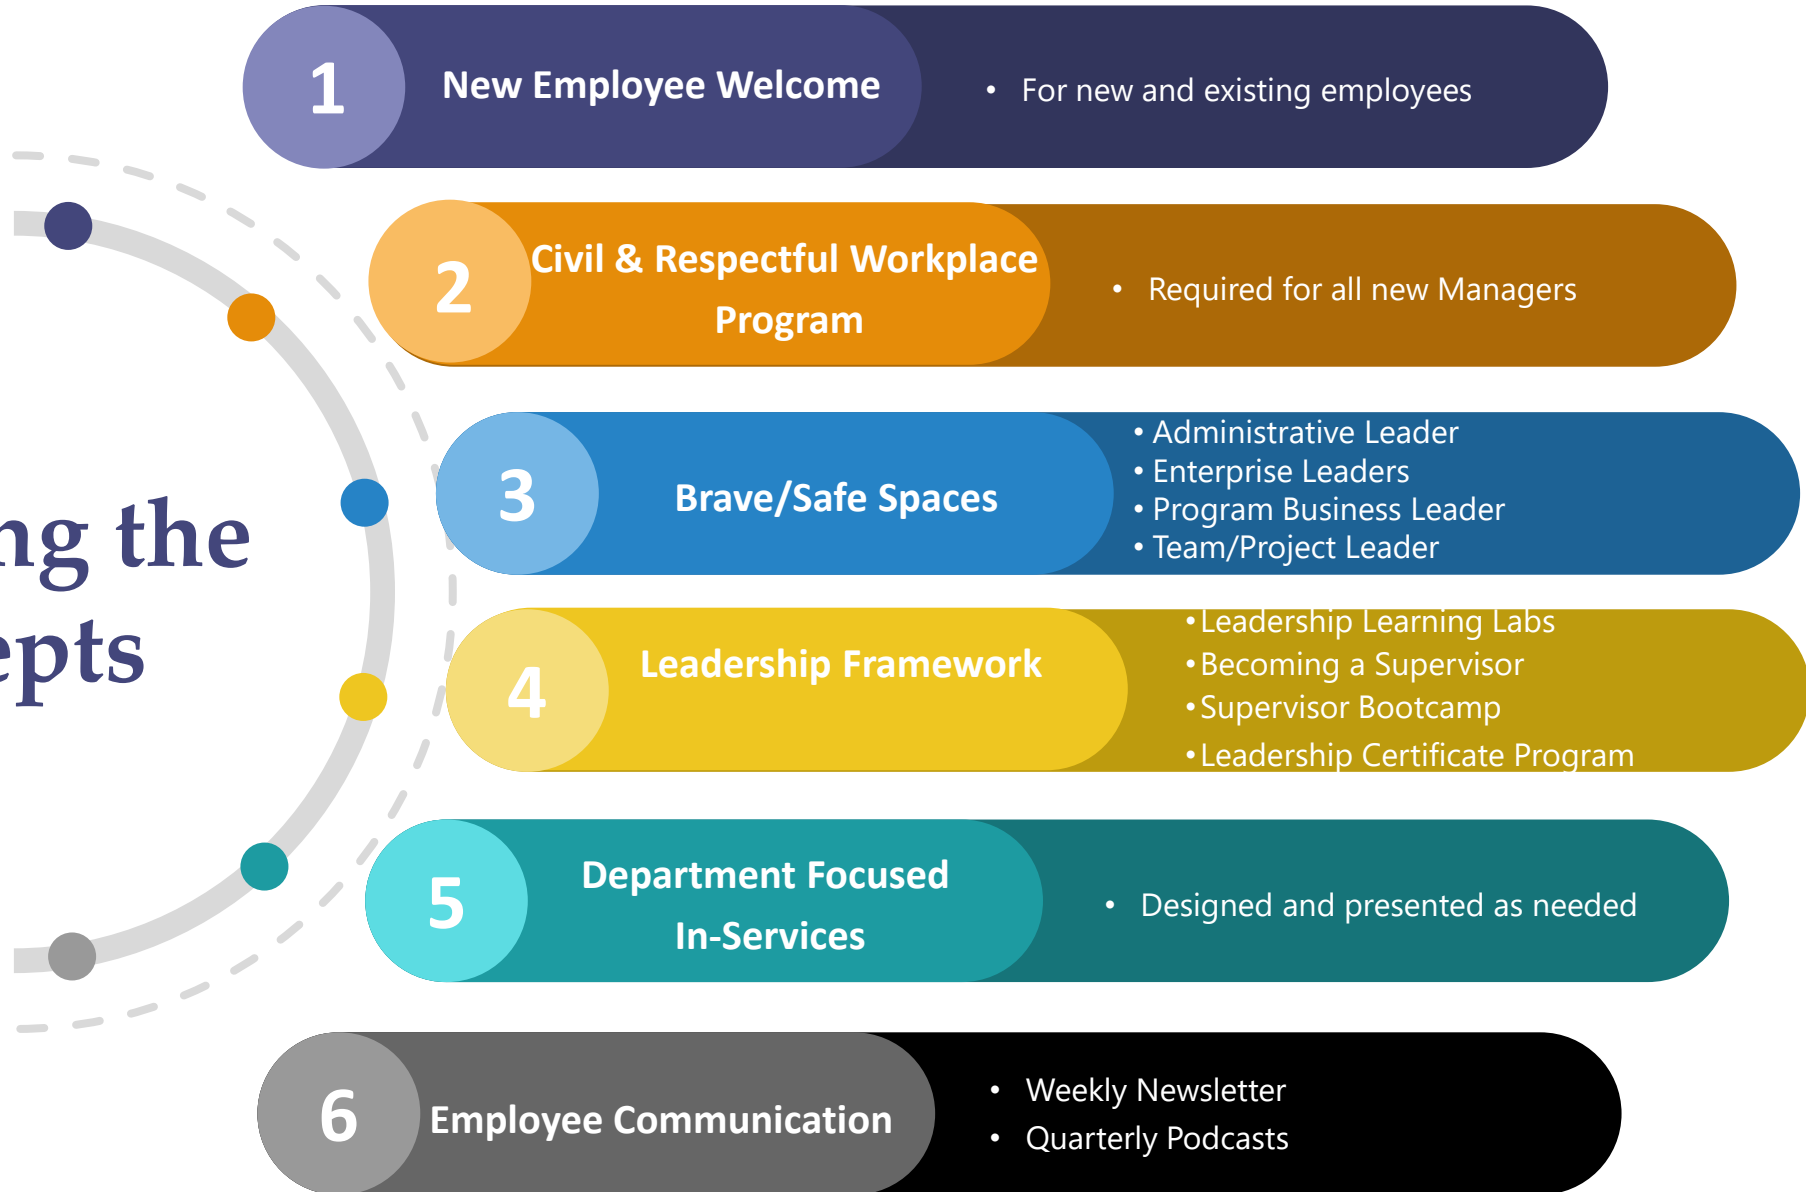 1
New Employee Welcome
• For new and existing employees
2
Civil & Respectful Workplace
Program
• Required for all new Managers
3
Brave/Safe Spaces
• Administrative Leader
• Enterprise Leaders
• Program Business Leader
• Team/Project Leader
the
4
Leadership Framework
• Leadership Learning Labs
• Becoming a Supervisor
• Supervisor Bootcamp
• Leadership Certificate Program
5
Department Focused
In-Services
• Designed and presented as needed
6
Employee Communication
• Weekly Newsletter
• Quarterly Podcasts